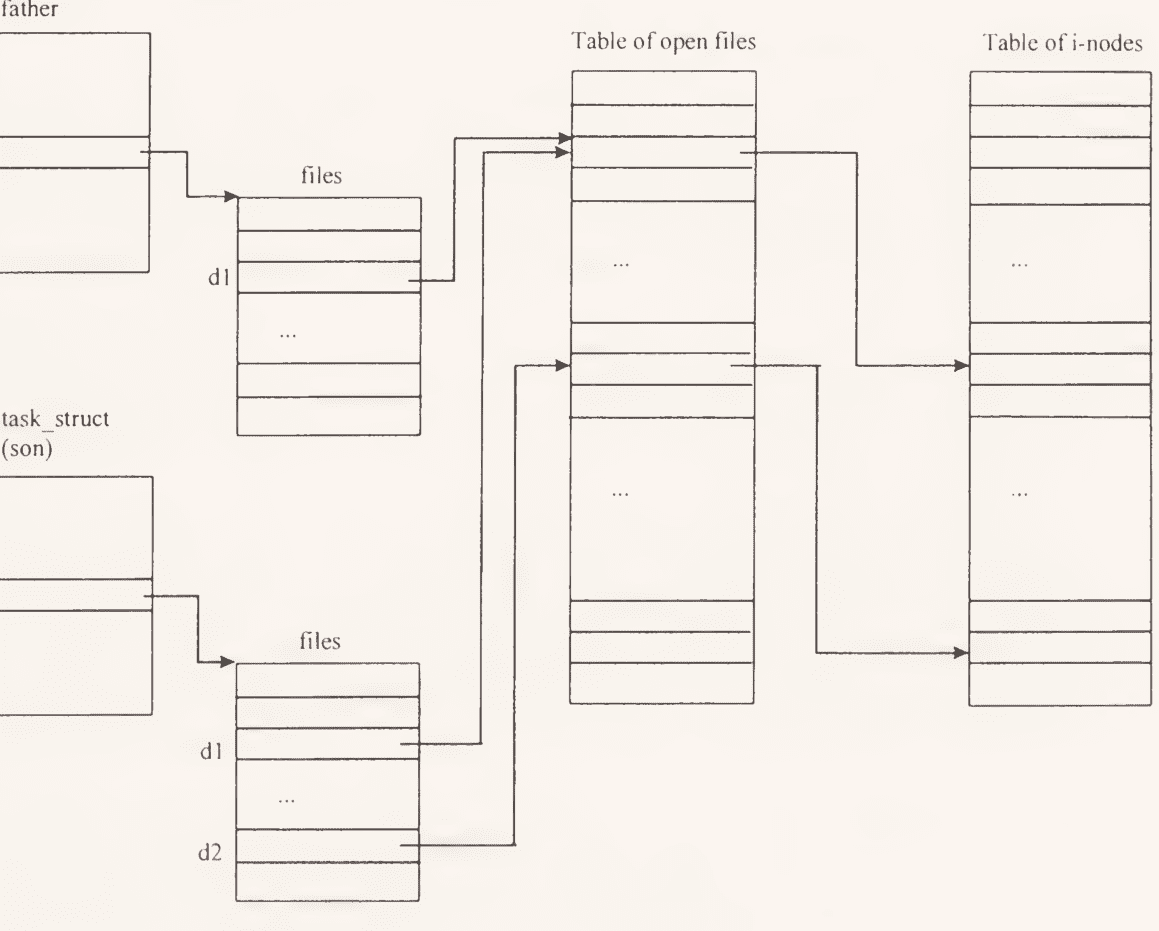 father
Table of open files
Table of i-nodes
files
d1
...
...
...
task_struct
(son)
...
...
files
d1
...
d2